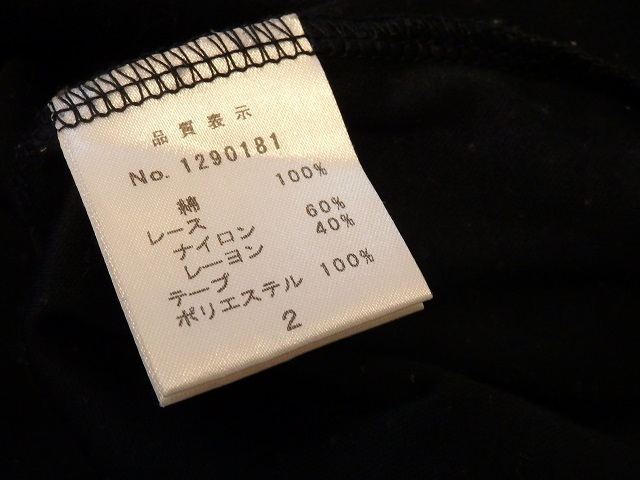 品質表示
No. 1290181
綿 100%
レース
ナイロン 60%
レーヨン 40%
テープ
ポリエステル 100%
2